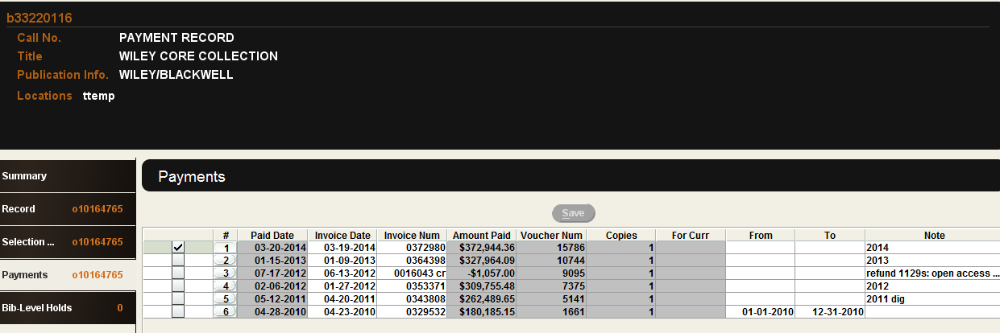 b33220116
Call No. PAYMENT RECORD
Title WILEY CORE COLLECTION
Publication Info. WILEY/BLACKWELL
Locations ttemp
Summary
Record o10164765
Selection ... o10164765
Payments o10164765
Bib-Level Holds 0
Payments
Save
# Paid Date Invoice Date Invoice Num Amount Paid Voucher Num Copies For Curr From To Note
1 03-20-2014 03-19-2014 0372980 $372,944.36 15786 1 2014
2 01-15-2013 01-09-2013 0364398 $327,964.09 10744 1 2013
3 07-17-2012 06-13-2012 0016043 cr -$1,057.00 9095 1 refund 1129s: open access ...
4 02-06-2012 01-27-2012 0353371 $309,755.48 7375 1 2012
5 05-12-2011 04-20-2011 0343808 $262,489.65 5141 1 2011 dig
6 04-28-2010 04-23-2010 0329532 $180,185.15 1661 1 01-01-2010 12-31-2010